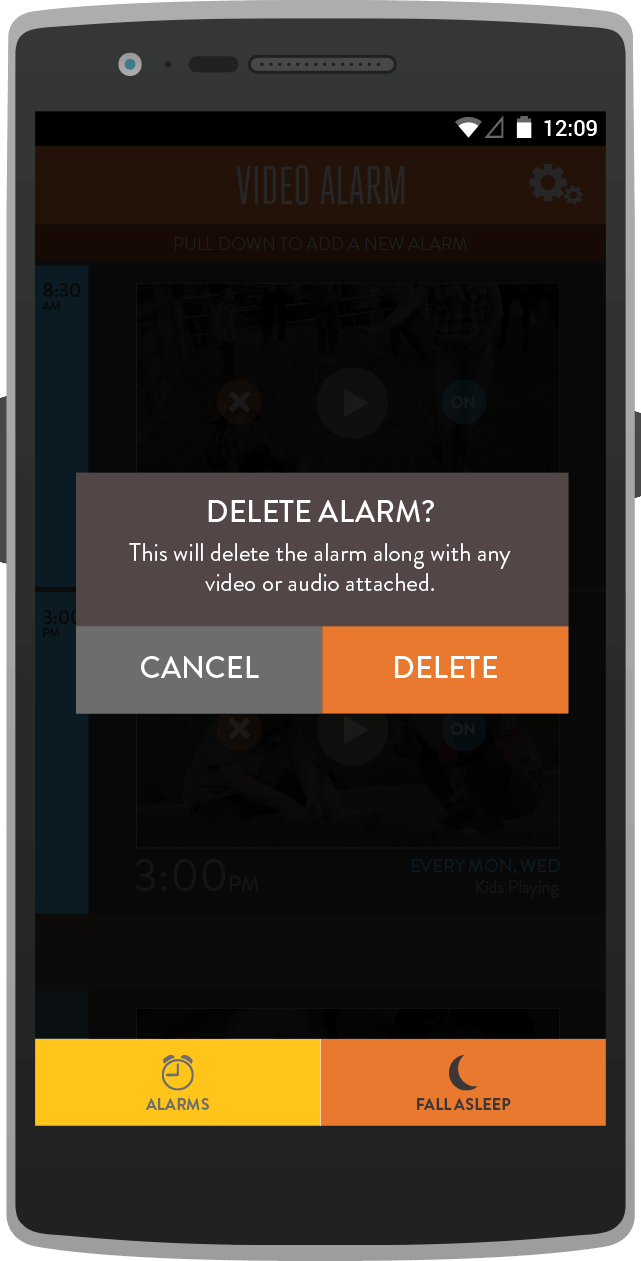 12:09
VIDEO ALARM
PULL DOWN TO ADD A NEW ALARM
8:30
AM
ON
DELETE ALARM?
This will delete the alarm along with any
video or audio attached.
CANCEL
DELETE
3:00
PM
ON
3:00PM
EVERY MON, WED
Kids Playing
ALARMS
FALL ASLEEP